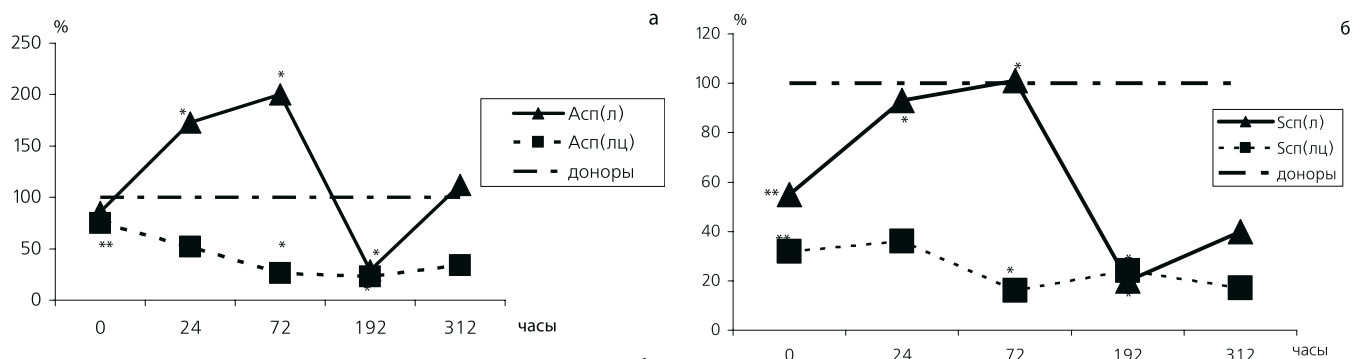 а
%
250
200
150
100
50
0
0 24 72 192 312 часы
* * ** * * *
Асп(л)
Асп(лц)
доноры
б
%
120
100
80
60
40
20
0
0 24 72 192 312 часы
** * * ** * * *
Sсп(л)
Sсп(лц)
доноры